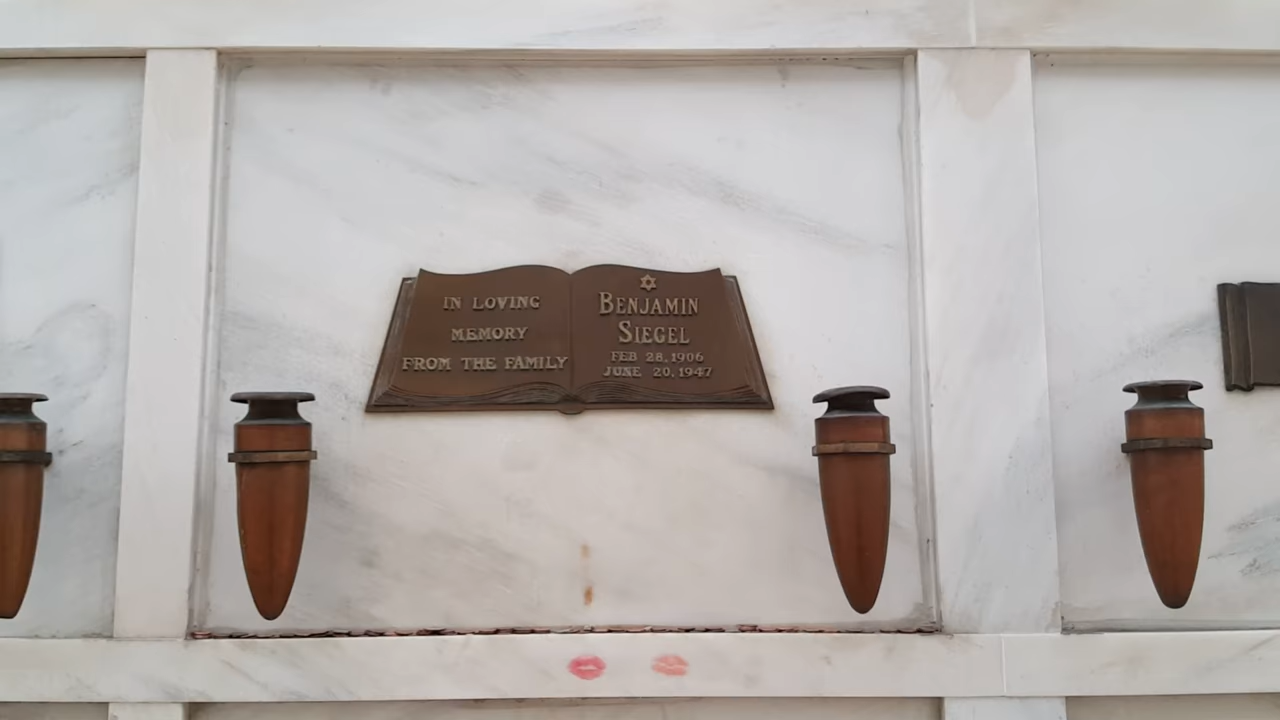 IN LOVING
MEMORY
FROM THE FAMILY
BENJAMIN
SIEGEL
FEB 28, 1906
JUNE 20, 1947